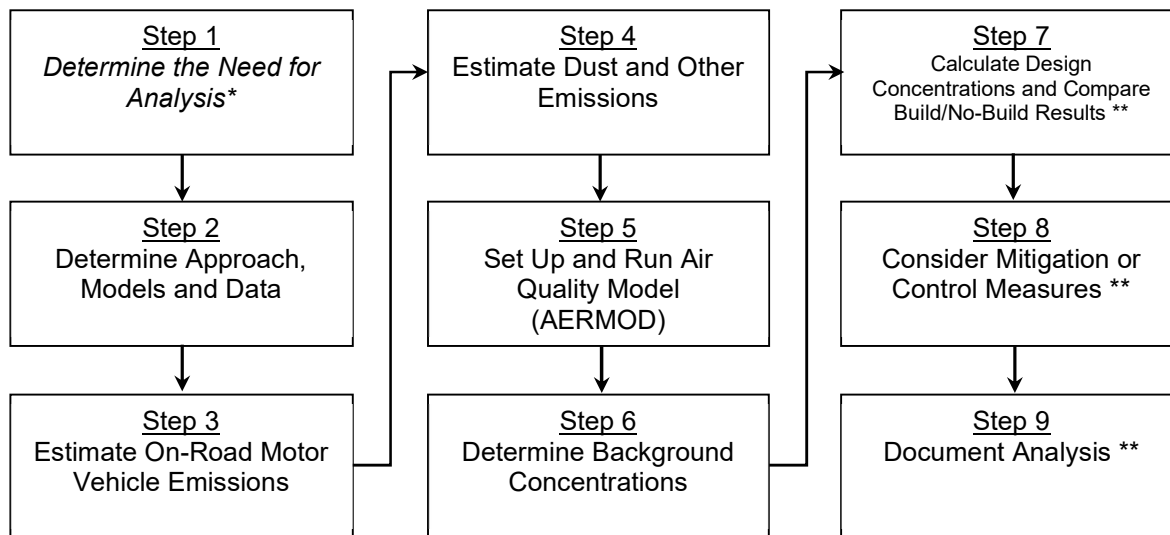 Step 1
Determine the Need for
Analysis*
Step 2
Determine Approach,
Models and Data
Step 3
Estimate On-Road Motor
Vehicle Emissions
Step 4
Estimate Dust and Other
Emissions
Step 5
Set Up and Run Air
Quality Model
(AERMOD)
Step 6
Determine Background
Concentrations
Step 7
Calculate Design
Concentrations and Compare
Build/No-Build Results **
Step 8
Consider Mitigation or
Control Measures **
Step 9
Document Analysis **